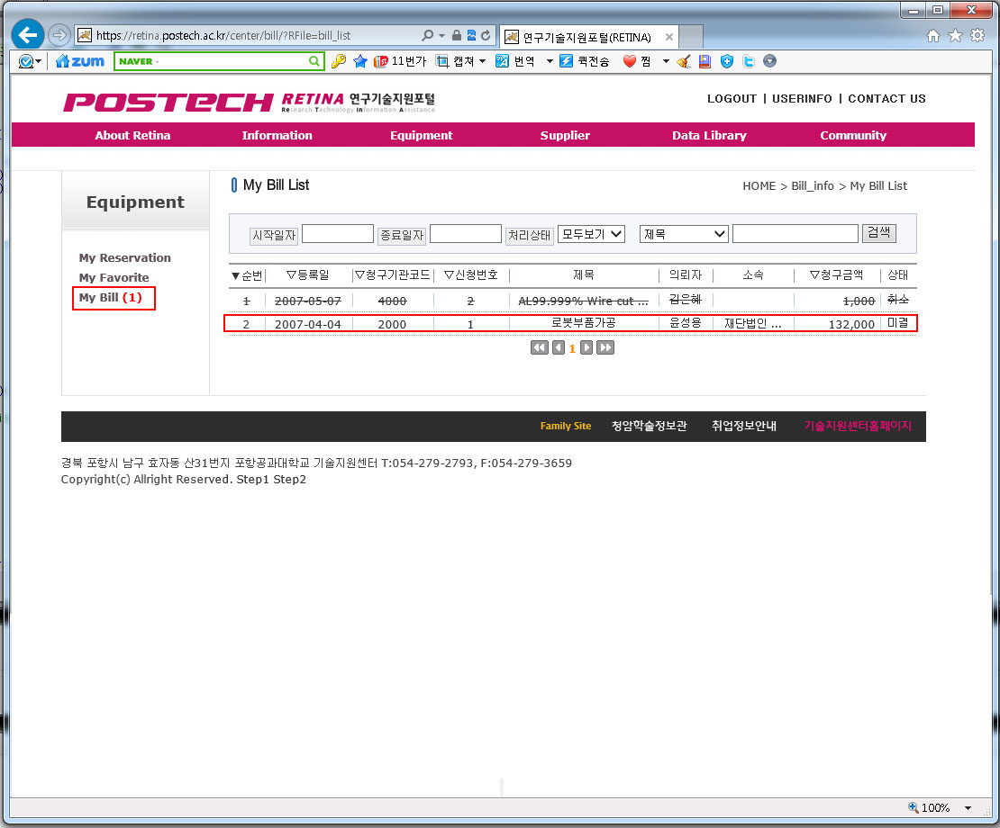 https://retina.postech.ac.kr/center/bill/?RFile=bill_list
연구기술지원포털(RETINA)
zum NAVER 11번가 캡쳐 번역 퀵전송 찜
POSTECH RETINA 연구기술지원포털
Research Technology Information Assistance
LOGOUT | USERINFO | CONTACT US
About Retina Information Equipment Supplier Data Library Community
Equipment
My Reservation
My Favorite
My Bill (1)
My Bill List
HOME > Bill_info > My Bill List
시작일자 종료일자 처리상태 모두보기 제목 검색
▼순번 ▽등록일 ▽청구기관코드 ▽신청번호 제목 의뢰자 소속 ▽청구금액 상태
1 2007-05-07 4000 2 AL99.999% Wire cut ... 김은혜 1,000 취소
2 2007-04-04 2000 1 로봇부품가공 윤성용 재단법인 ... 132,000 미결
1
Family Site 청암학술정보관 취업정보안내 기술지원센터홈페이지
경북 포항시 남구 효자동 산31번지 포항공과대학교 기술지원센터 T:054-279-2793, F:054-279-3659
Copyright(c) Allright Reserved. Step1 Step2
100%